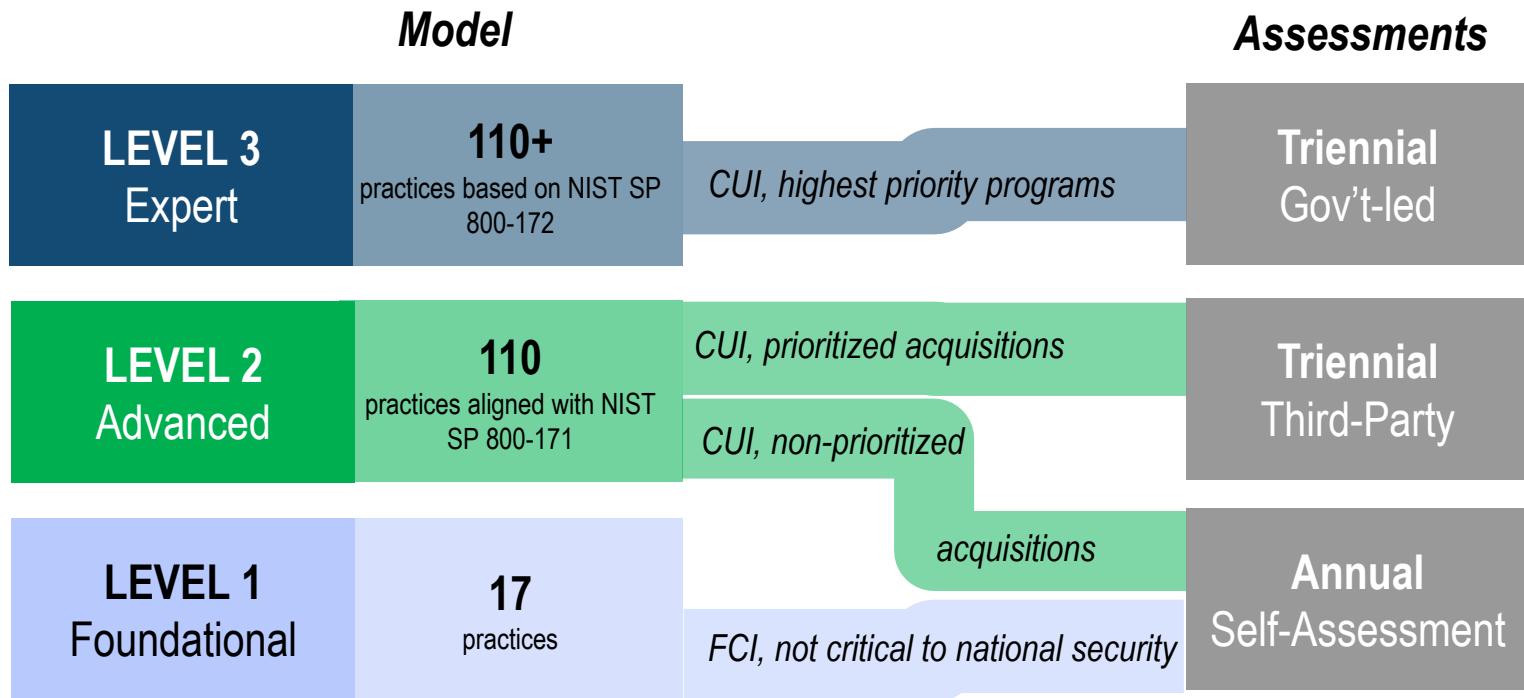 Model
Assessments
LEVEL 3
Expert
110+
practices based on NIST SP
800-172
CUI, highest priority programs
Triennial
Gov’t-led
LEVEL 2
Advanced
110
practices aligned with NIST
SP 800-171
CUI, prioritized acquisitions
CUI, non-prioritized
acquisitions
Triennial
Third-Party
LEVEL 1
Foundational
17
practices
FCI, not critical to national security
Annual
Self-Assessment